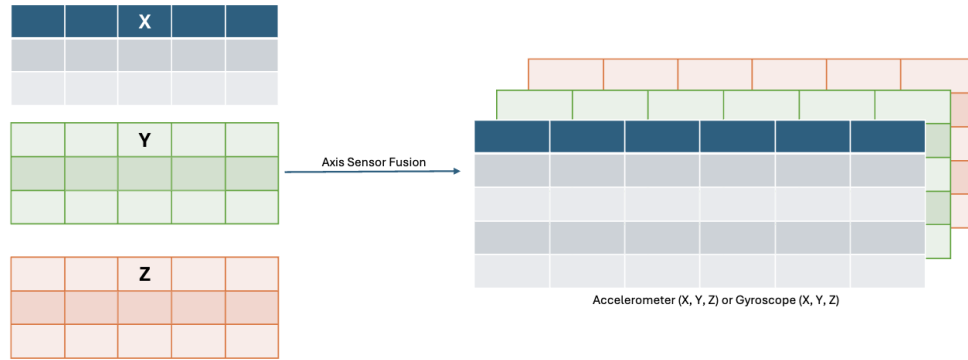 X
Y
Axis Sensor Fusion
Z
Accelerometer (X, Y, Z) or Gyroscope (X, Y, Z)